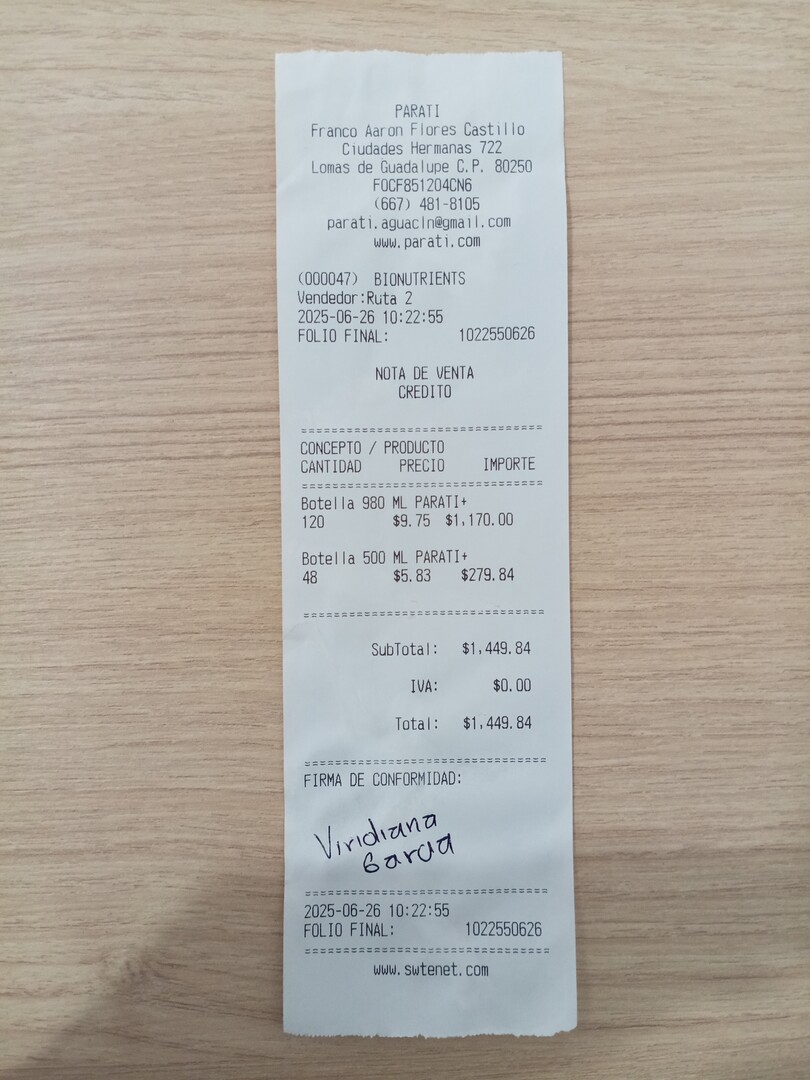 PARATI
Franco Aaron Flores Castillo
Ciudades Hermanas 722
Lomas de Guadalupe C.P. 80250
FOCF851204CN6
(667) 481-8105
parati.aguacln@gmail.com
www.parati.com
(000047) BIONUTRIENTS
Vendedor:Ruta 2
2025-06-26 10:22:55
FOLIO FINAL: 1022550626
NOTA DE VENTA
CREDITO
========================================
CONCEPTO / PRODUCTO
CANTIDAD PRECIO IMPORTE
========================================
Botella 980 ML PARATI+
120 $9.75 $1,170.00
Botella 500 ML PARATI+
48 $5.83 $279.84
========================================
SubTotal: $1,449.84
IVA: $0.00
Total: $1,449.84
========================================
FIRMA DE CONFORMIDAD:
Viridiana
Garcia
========================================
2025-06-26 10:22:55
FOLIO FINAL: 1022550626
========================================
www.swtenet.com